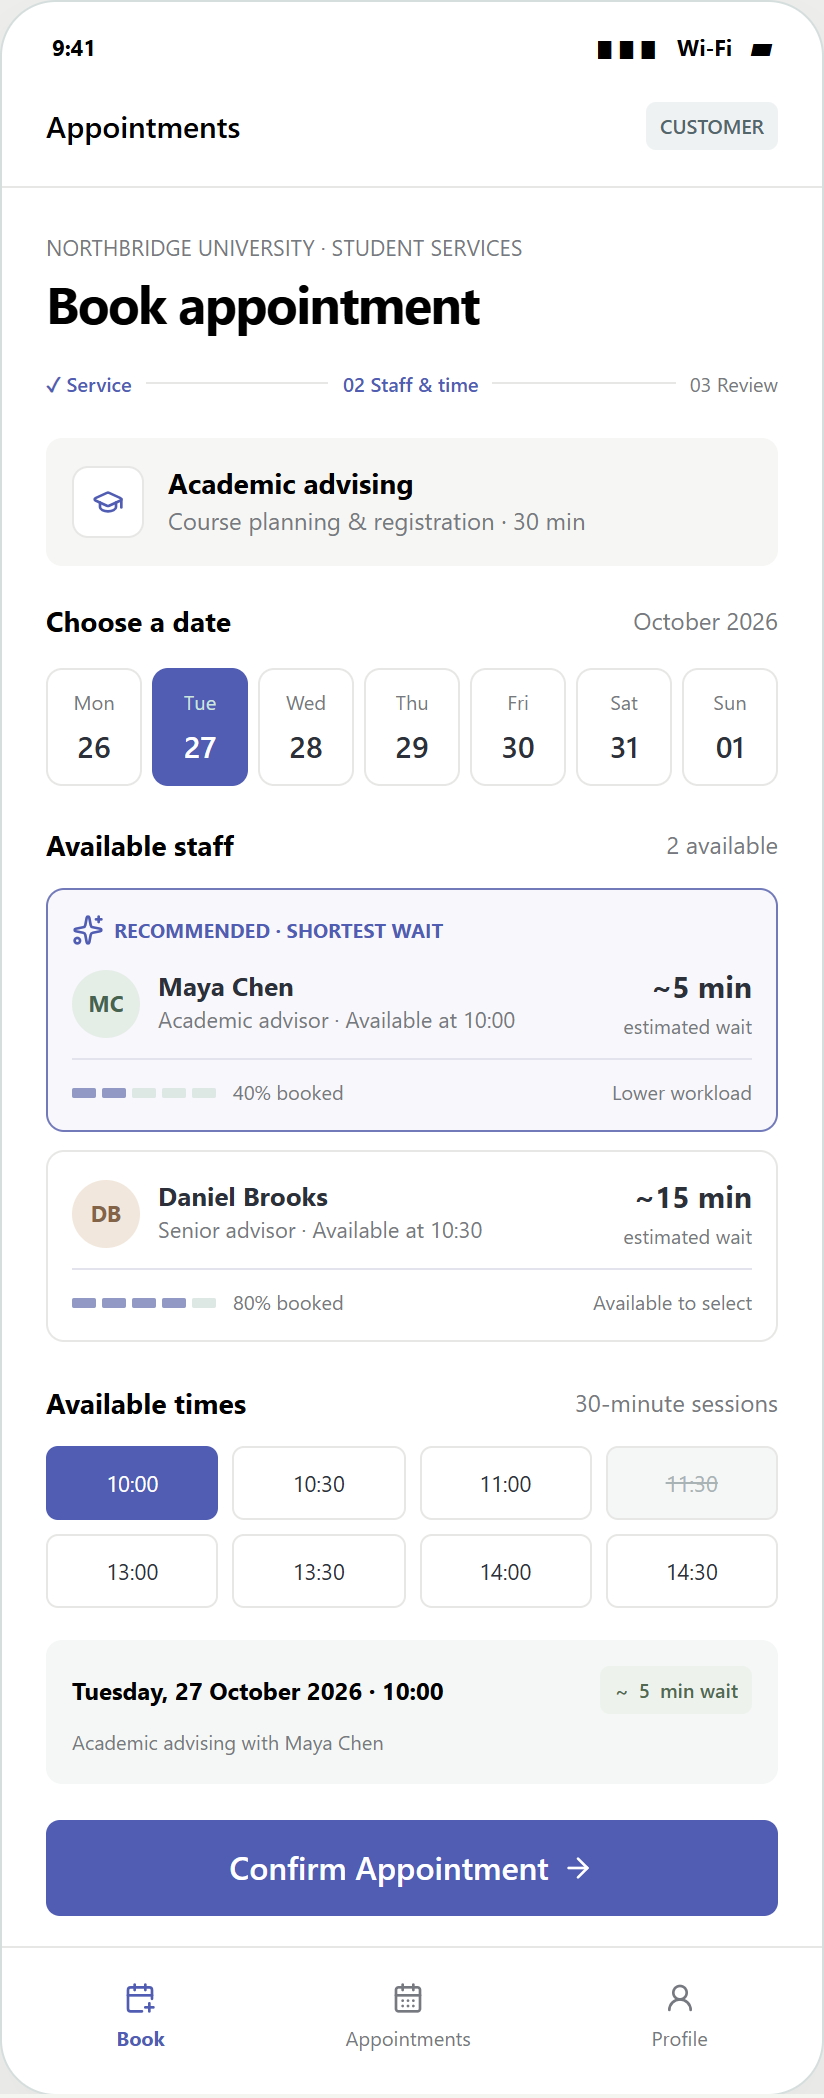 9:41 Wi-Fi
Appointments CUSTOMER
NORTHBRIDGE UNIVERSITY · STUDENT SERVICES
Book appointment
✓ Service 02 Staff & time 03 Review
Academic advising
Course planning & registration · 30 min
Choose a date October 2026
Mon Tue Wed Thu Fri Sat Sun
26 27 28 29 30 31 01
Available staff 2 available
RECOMMENDED · SHORTEST WAIT
MC Maya Chen ~5 min
Academic advisor · Available at 10:00 estimated wait
40% booked Lower workload
DB Daniel Brooks ~15 min
Senior advisor · Available at 10:30 estimated wait
80% booked Available to select
Available times 30-minute sessions
10:00 10:30 11:00 11:30
13:00 13:30 14:00 14:30
Tuesday, 27 October 2026 · 10:00 ~ 5 min wait
Academic advising with Maya Chen
Confirm Appointment →
Book Appointments Profile